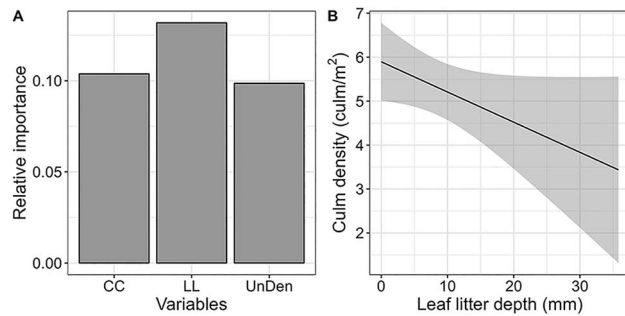 A
Relative importance
0.10
0.05
0.00
CC LL UnDen
Variables
B
Culm density (culm/m²)
7
6
5
4
3
2
0 10 20 30
Leaf litter depth (mm)